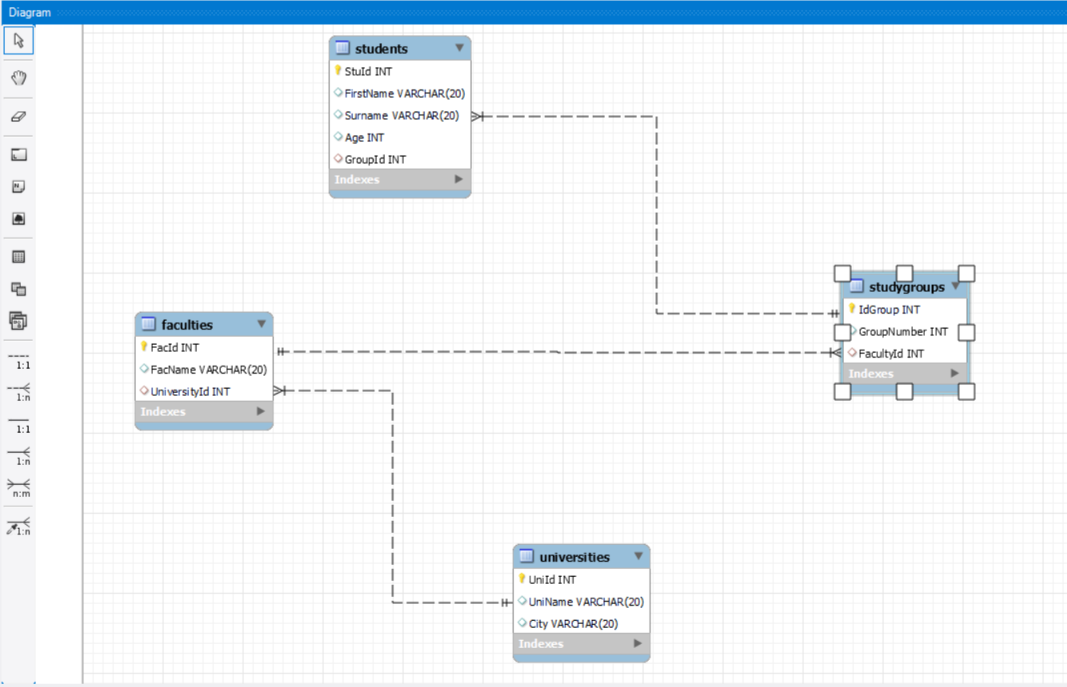 Diagram
students
StuId INT
FirstName VARCHAR(20)
Surname VARCHAR(20)
Age INT
GroupId INT
Indexes
studygroups
IdGroup INT
GroupNumber INT
FacultyId INT
Indexes
faculties
FacId INT
FacName VARCHAR(20)
UniversityId INT
Indexes
universities
UniId INT
UniName VARCHAR(20)
City VARCHAR(20)
Indexes
1:1
1:n
1:1
1:n
n:m
1:n